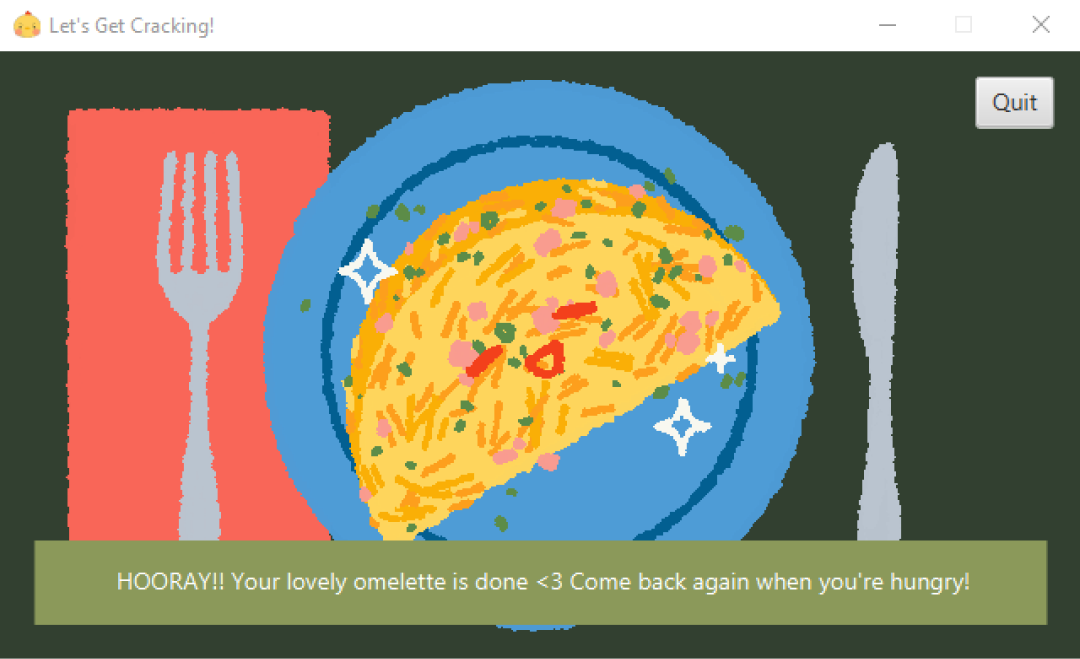 Let's Get Cracking!
Quit
HOORAY!! Your lovely omelette is done <3 Come back again when you're hungry!